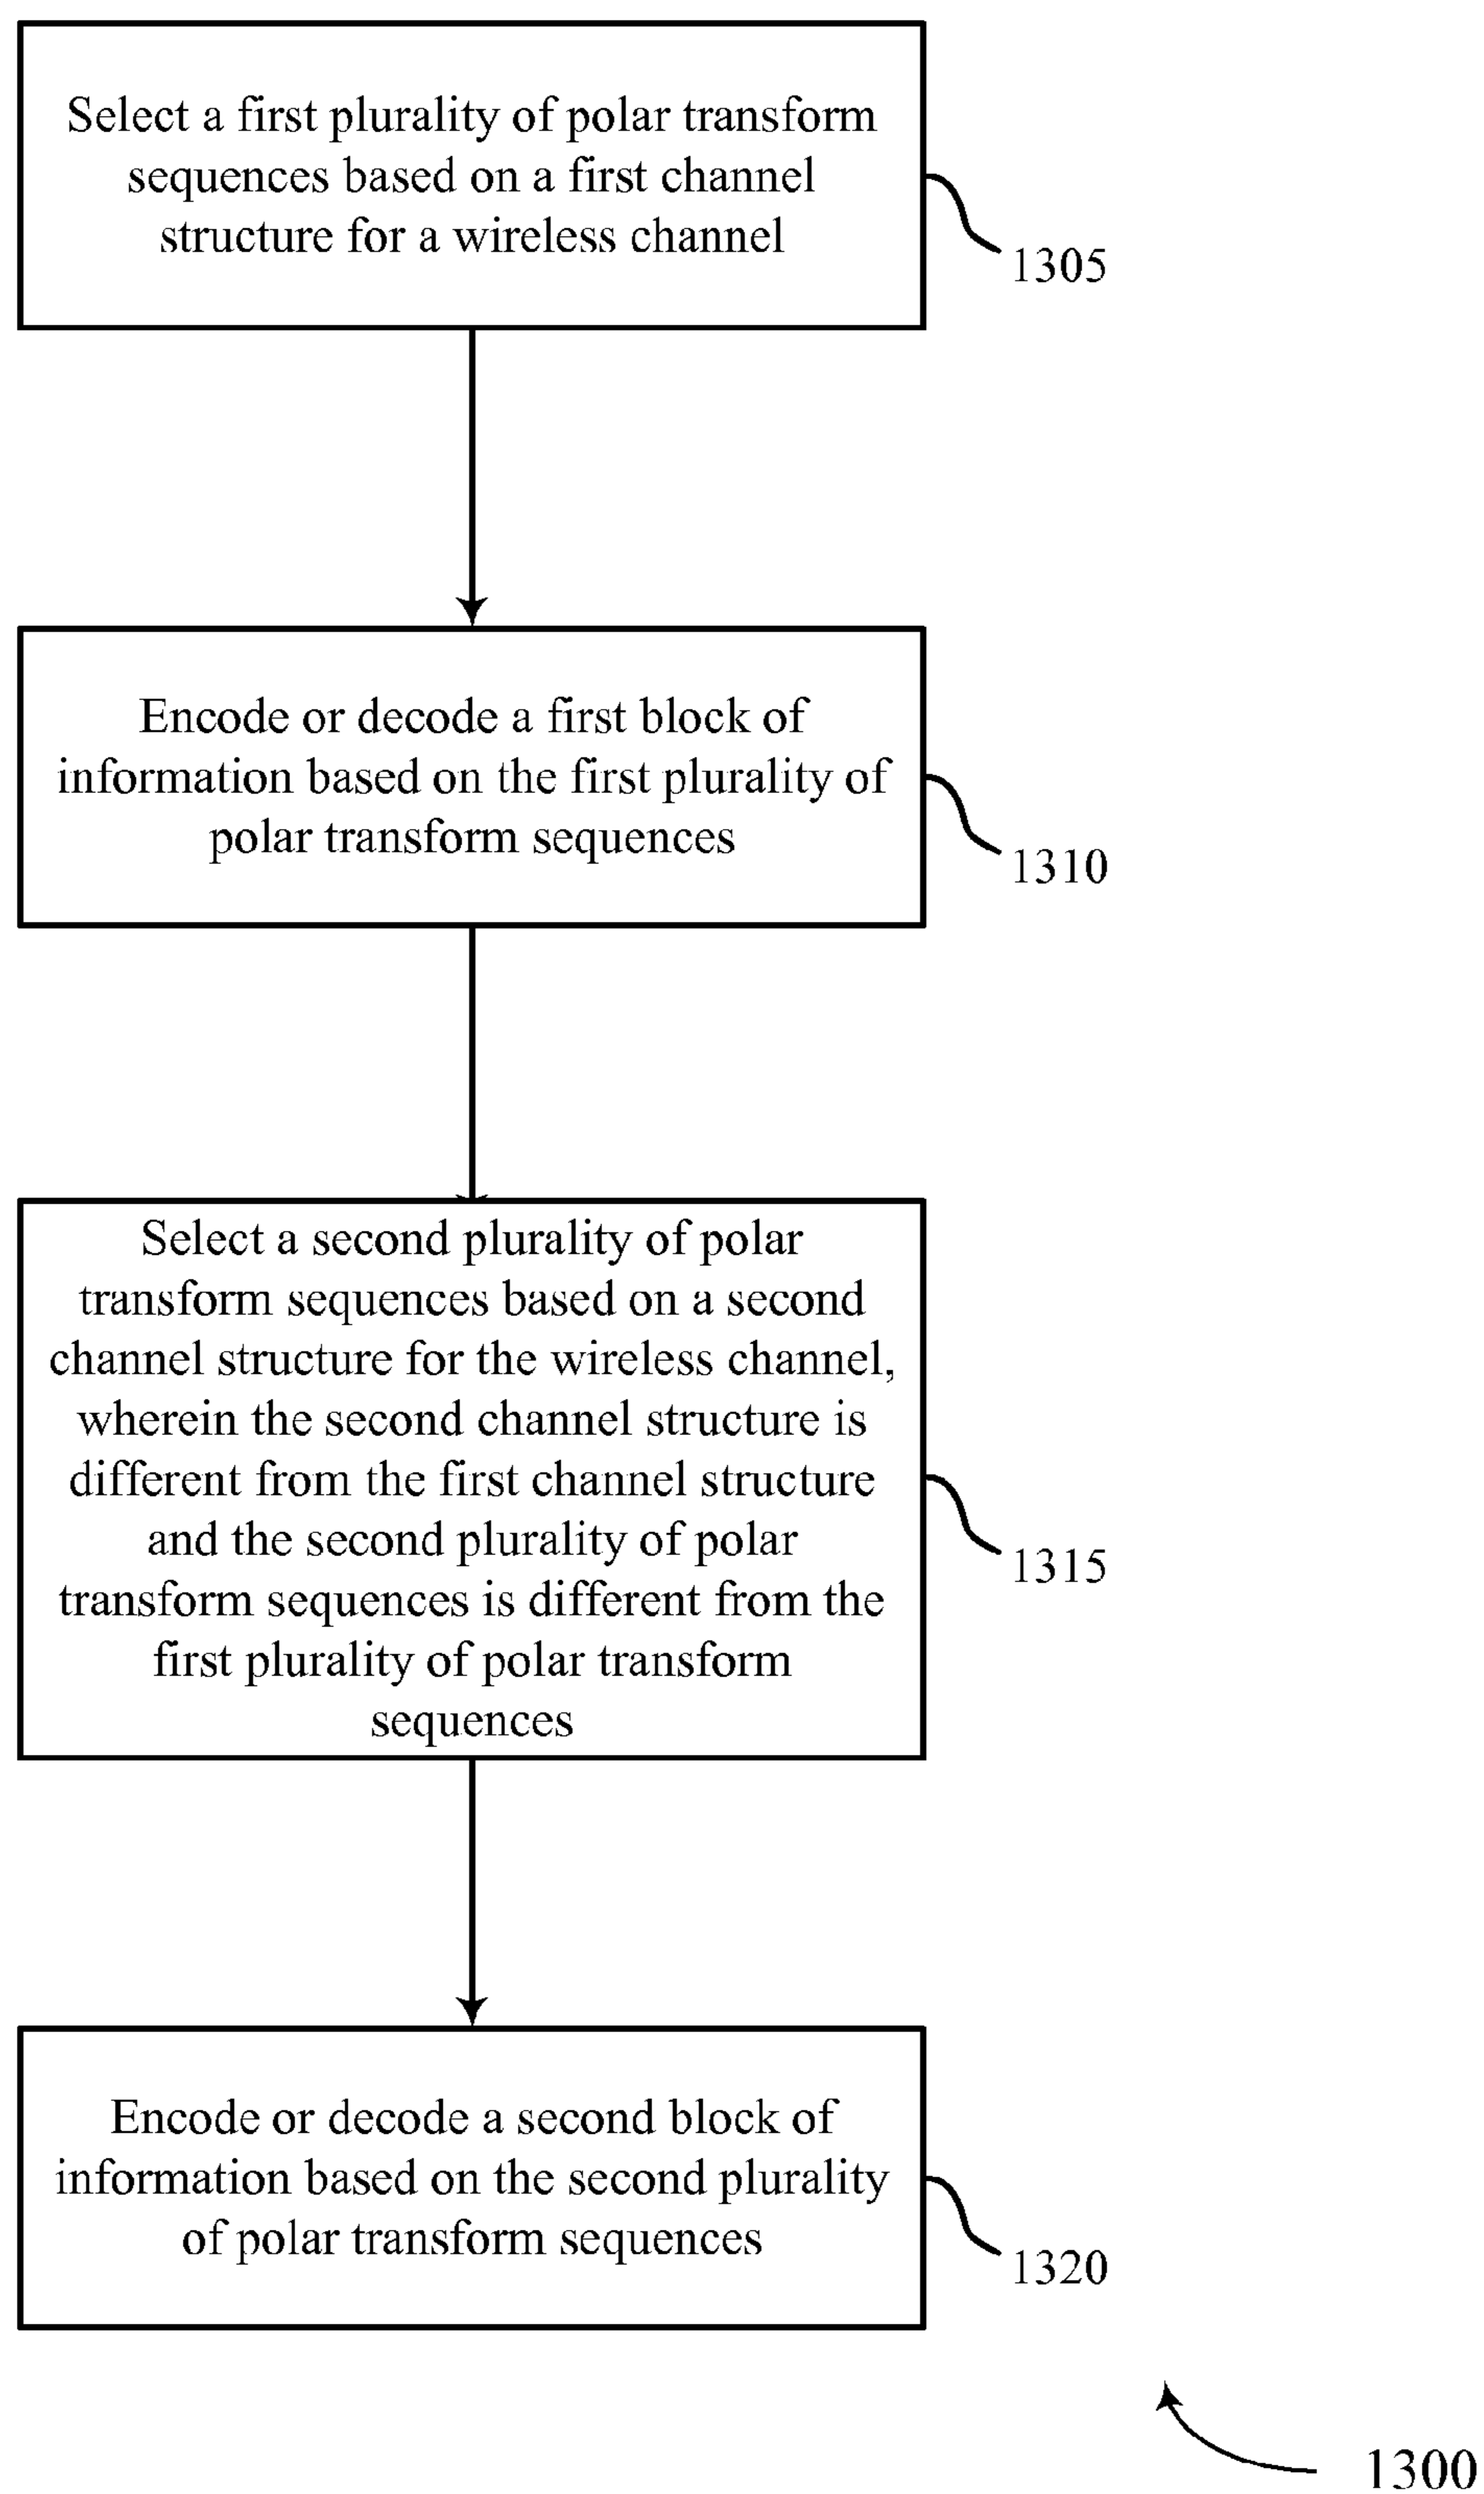 Select a first plurality of polar transform
sequences based on a first channel
structure for a wireless channel
1305
Encode or decode a first block of
information based on the first plurality of
polar transform sequences
1310
Select a second plurality of polar
transform sequences based on a second
channel structure for the wireless channel,
wherein the second channel structure is
different from the first channel structure
and the second plurality of polar
transform sequences is different from the
first plurality of polar transform
sequences
1315
Encode or decode a second block of
information based on the second plurality
of polar transform sequences
1320
1300